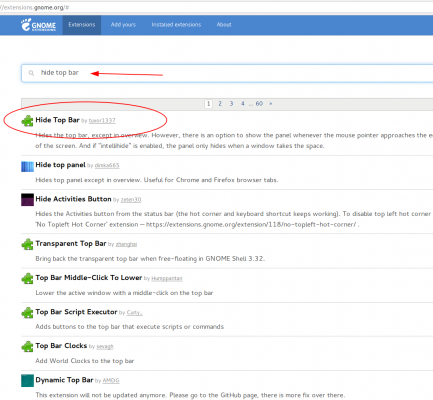 //extensions.gnome.org/#
GNOME EXTENSIONS Extensions Add yours Installed extensions About
hide top bar
1 2 3 4 ... 60 »
Hide Top Bar by tuxor1337
Hides the top bar, except in overview. However, there is an option to show the panel whenever the mouse pointer approaches the e
of the screen. And if "intellihide" is enabled, the panel only hides when a window takes the space.
Hide top panel by dimka665
Hides top panel except in overview. Useful for Chrome and Firefox browser tabs.
Hide Activities Button by zeten30
Hides the Activities button from the status bar (the hot corner and keyboard shortcut keeps working). To disable top left hot corner
'No Topleft Hot Corner' extension — https://extensions.gnome.org/extension/118/no-topleft-hot-corner/ .
Transparent Top Bar by zhanghai
Bring back the transparent top bar when free-floating in GNOME Shell 3.32.
Top Bar Middle-Click To Lower by
Lower the active window with a middle-click on the top bar
Top Bar Script Executor by
Adds buttons to the top bar that execute scripts or commands
Top Bar Clocks by
Add World Clocks to the top bar
Dynamic Top Bar by AMDG
This extension will not be updated anymore. Please go to the GitHub page, there is more fix over there.